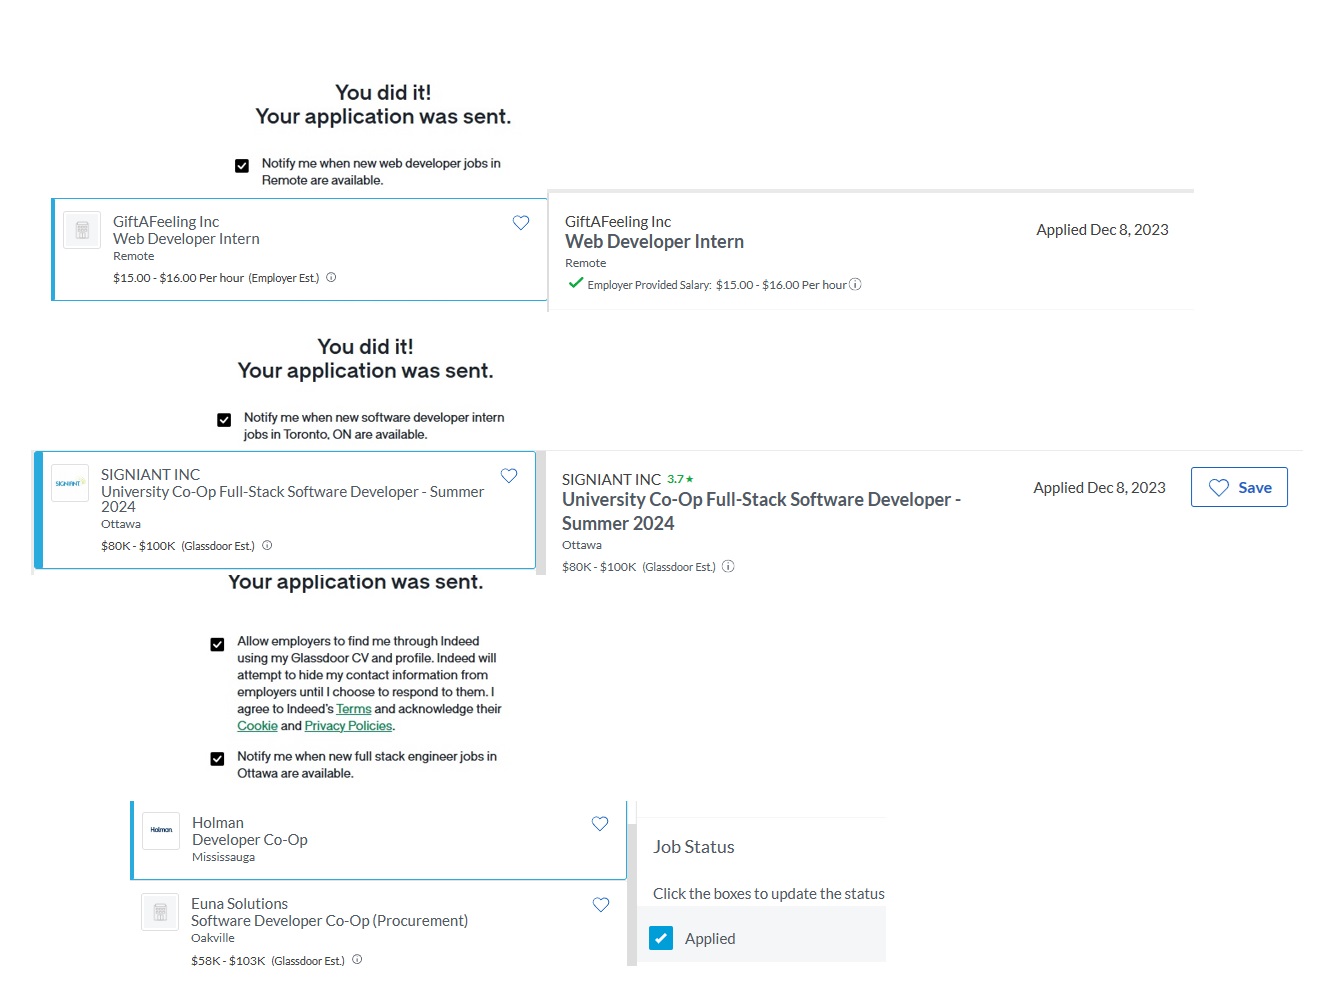 You did it!
Your application was sent.
Notify me when new web developer jobs in
Remote are available.
GiftAFeeling Inc
Web Developer Intern
Remote
$15.00 - $16.00 Per hour (Employer Est.)
GiftAFeeling Inc
Web Developer Intern
Remote
Employer Provided Salary: $15.00 - $16.00 Per hour
Applied Dec 8, 2023
You did it!
Your application was sent.
Notify me when new software developer intern
jobs in Toronto, ON are available.
SIGNIANT
SIGNIANT INC
University Co-Op Full-Stack Software Developer - Summer
2024
Ottawa
$80K - $100K (Glassdoor Est.)
SIGNIANT INC 3.7★
University Co-Op Full-Stack Software Developer -
Summer 2024
Ottawa
$80K - $100K (Glassdoor Est.)
Applied Dec 8, 2023
Save
Your application was sent.
Allow employers to find me through Indeed
using my Glassdoor CV and profile. Indeed will
attempt to hide my contact information from
employers until I choose to respond to them. I
agree to Indeed's Terms and acknowledge their
Cookie and Privacy Policies.
Notify me when new full stack engineer jobs in
Ottawa are available.
Holman
Holman
Developer Co-Op
Mississauga
Euna Solutions
Software Developer Co-Op (Procurement)
Oakville
$58K - $103K (Glassdoor Est.)
Job Status
Click the boxes to update the status
Applied